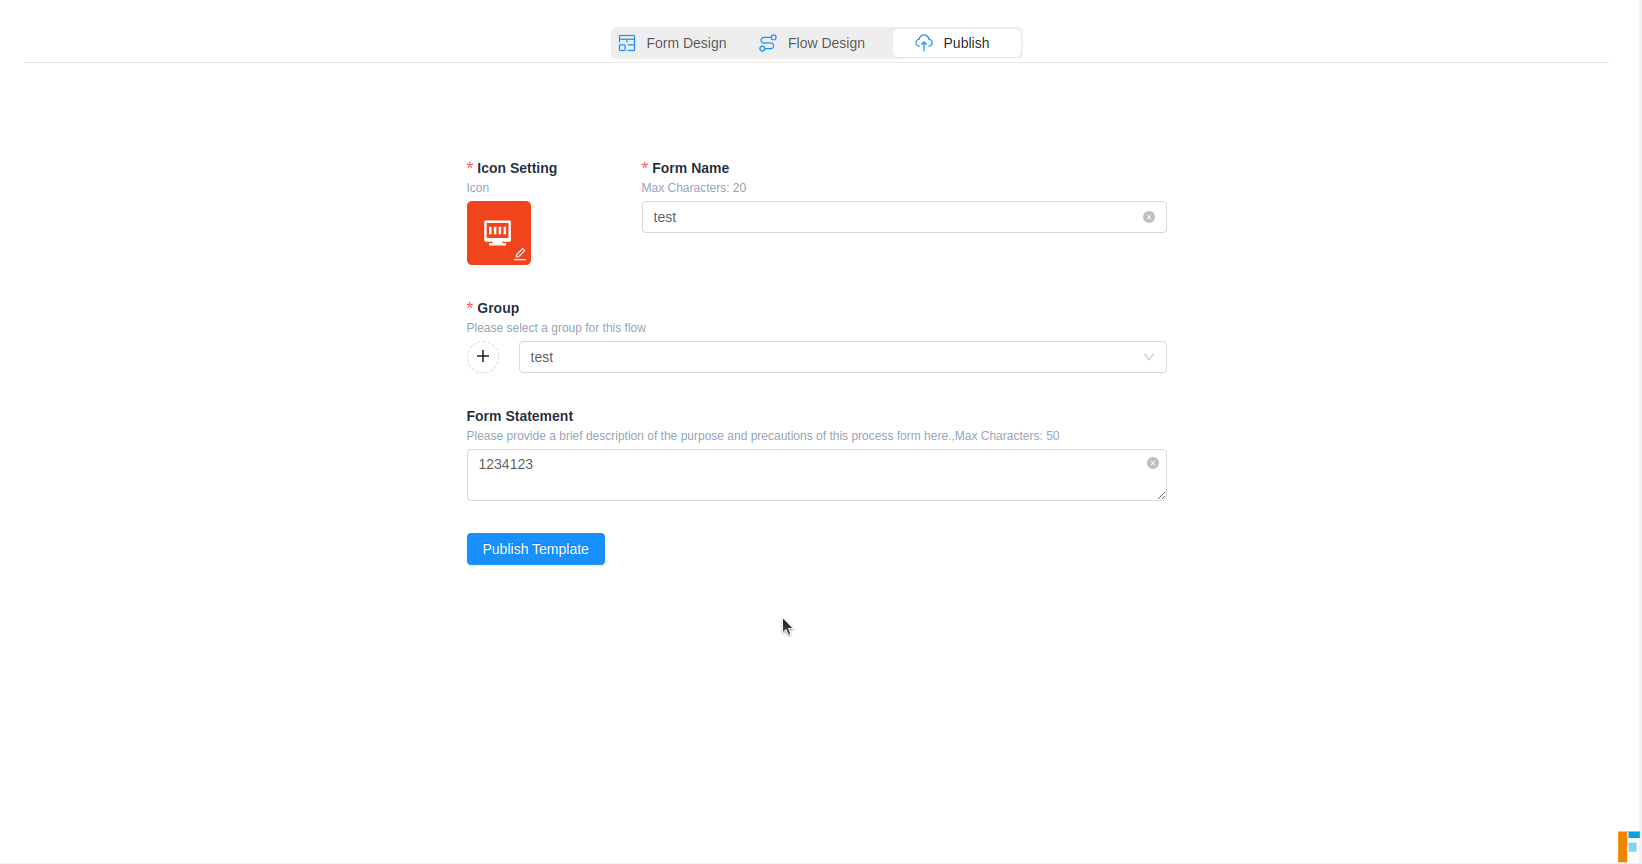 Form Design
Flow Design
Publish
* Icon Setting
Icon
* Form Name
Max Characters: 20
test
* Group
Please select a group for this flow
test
Form Statement
Please provide a brief description of the purpose and precautions of this process form here.,Max Characters: 50
1234123
Publish Template